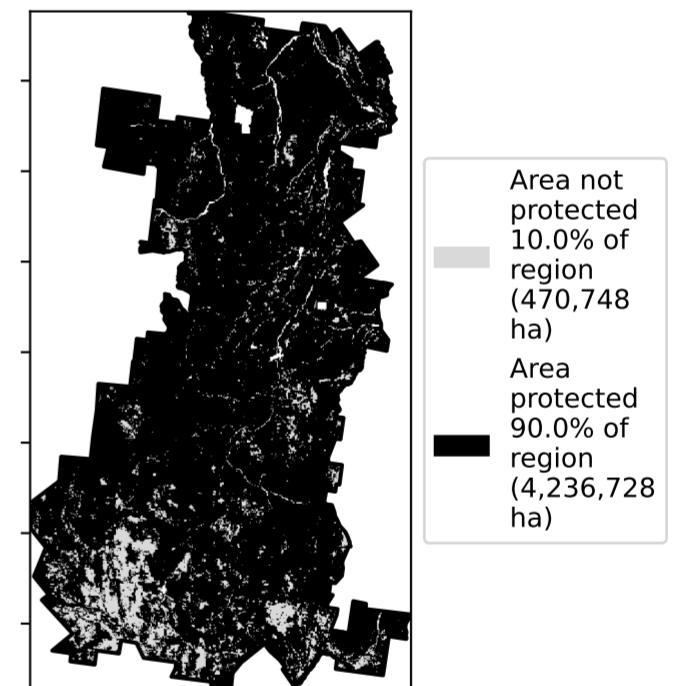 Area not
protected
10.0% of
region
(470,748
ha)
Area
protected
90.0% of
region
(4,236,728
ha)